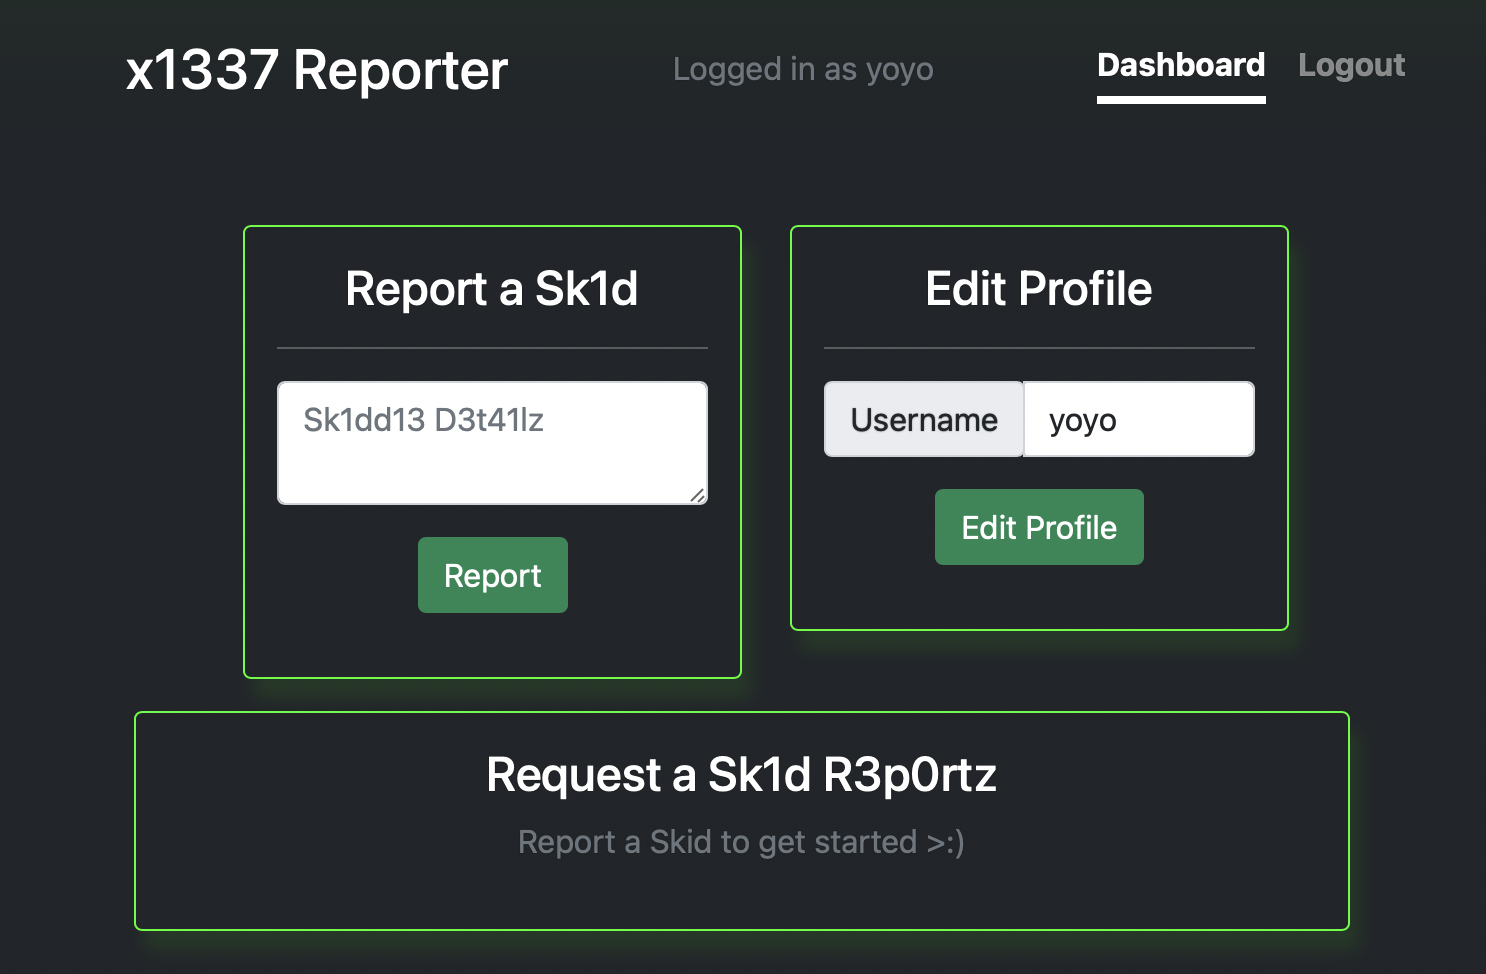 x1337 Reporter
Logged in as yoyo
Dashboard
Logout
Report a Sk1d
Sk1dd13 D3t41lz
Report
Edit Profile
Username
yoyo
Edit Profile
Request a Sk1d R3p0rtz
Report a Skid to get started >:)